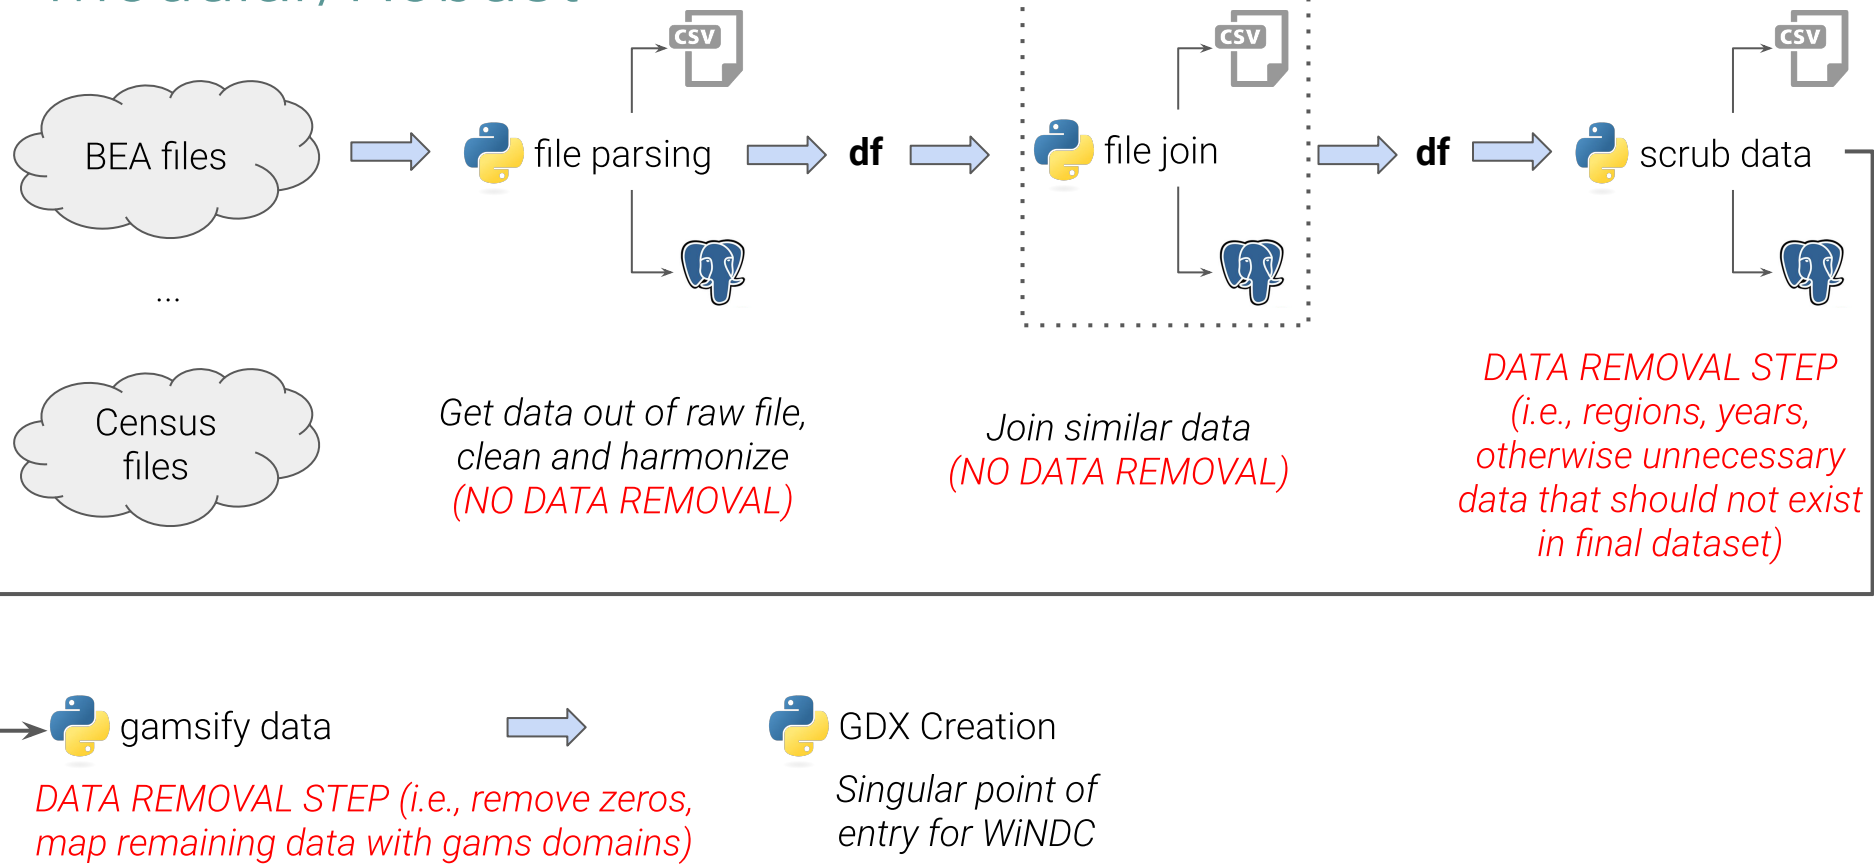 Modular/Robust
CSV
CSV
CSV
BEA files
file parsing
df
file join
df
scrub data
...
Census
files
Get data out of raw file,
clean and harmonize
(NO DATA REMOVAL)
Join similar data
(NO DATA REMOVAL)
DATA REMOVAL STEP
(i.e., regions, years,
otherwise unnecessary
data that should not exist
in final dataset)
gamsify data
DATA REMOVAL STEP (i.e., remove zeros,
map remaining data with gams domains)
GDX Creation
Singular point of
entry for WiNDC